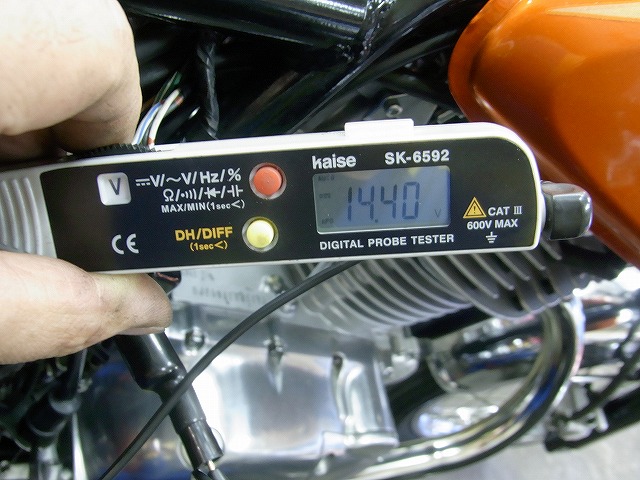 kaise SK-6592
V
⎓V/～V/Hz/%
Ω/•)))/➔|/⊣⊢
MAX/MIN(1sec<)
14.40 V
CAT III
600V MAX
CE
DH/DIFF
(1sec<)
DIGITAL PROBE TESTER